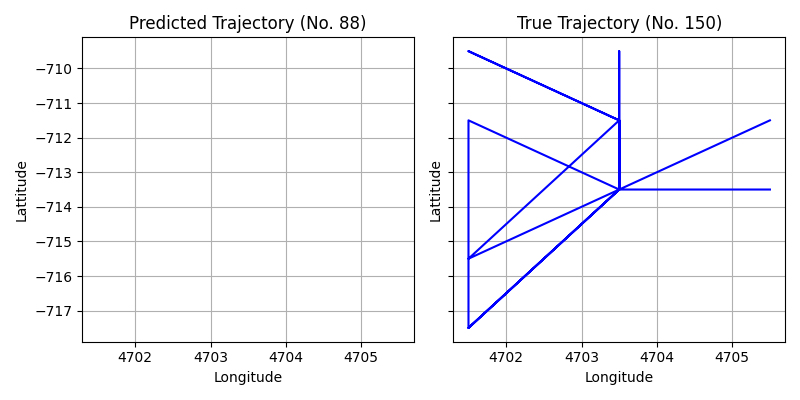 Predicted Trajectory (No. 88)
True Trajectory (No. 150)
Lattitude
−710
−711
−712
−713
−714
−715
−716
−717
4702
4703
4704
4705
Longitude
Lattitude
4702
4703
4704
4705
Longitude